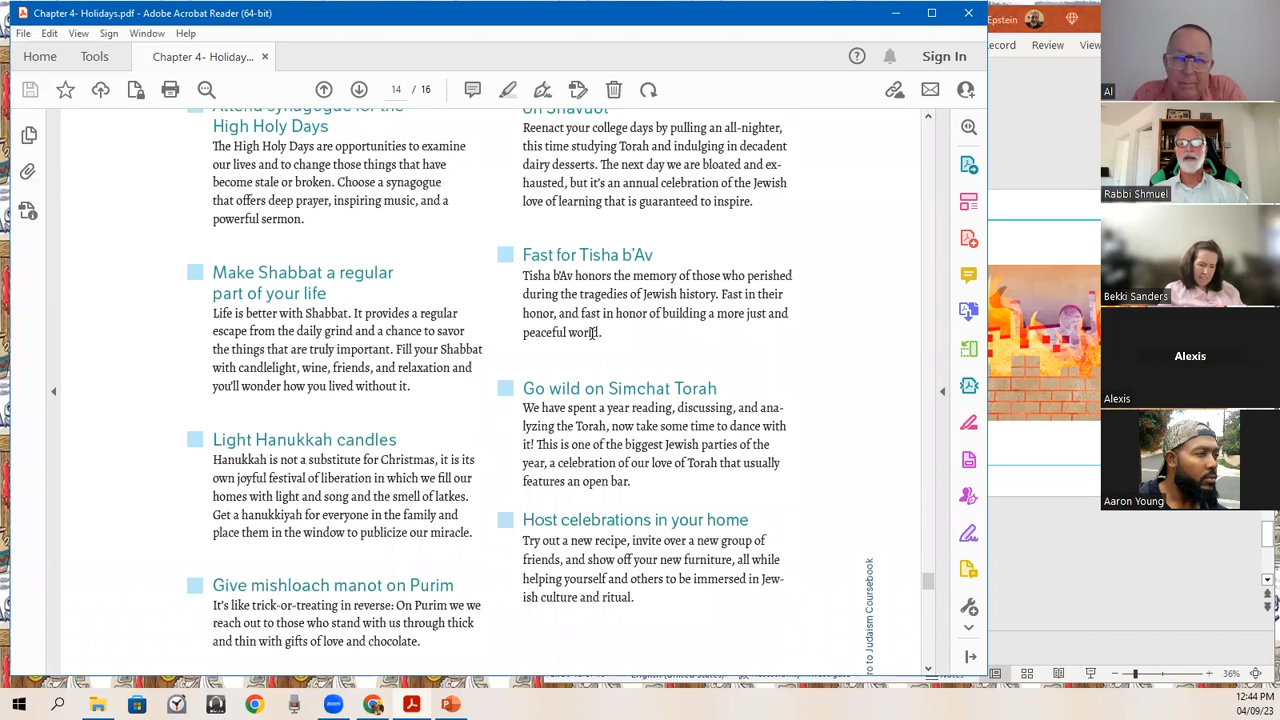 Chapter 4- Holidays.pdf - Adobe Acrobat Reader (64-bit)
File Edit View Sign Window Help
Home Tools Chapter 4- Holiday... × Sign In
14 / 16
Attend synagogue for the
High Holy Days
The High Holy Days are opportunities to examine
our lives and to change those things that have
become stale or broken. Choose a synagogue
that offers deep prayer, inspiring music, and a
powerful sermon.
Make Shabbat a regular
part of your life
Life is better with Shabbat. It provides a regular
escape from the daily grind and a chance to savor
the things that are truly important. Fill your Shabbat
with candlelight, wine, friends, and relaxation and
you'll wonder how you lived without it.
Light Hanukkah candles
Hanukkah is not a substitute for Christmas, it is its
own joyful festival of liberation in which we fill our
homes with light and song and the smell of latkes.
Get a hanukkiyah for everyone in the family and
place them in the window to publicize our miracle.
Give mishloach manot on Purim
It's like trick-or-treating in reverse: On Purim we we
reach out to those who stand with us through thick
and thin with gifts of love and chocolate.
on Shavuot
Reenact your college days by pulling an all-nighter,
this time studying Torah and indulging in decadent
dairy desserts. The next day we are bloated and ex-
hausted, but it's an annual celebration of the Jewish
love of learning that is guaranteed to inspire.
Fast for Tisha b'Av
Tisha b'Av honors the memory of those who perished
during the tragedies of Jewish history. Fast in their
honor, and fast in honor of building a more just and
peaceful world.
Go wild on Simchat Torah
We have spent a year reading, discussing, and ana-
lyzing the Torah, now take some time to dance with
it! This is one of the biggest Jewish parties of the
year, a celebration of our love of Torah that usually
features an open bar.
Host celebrations in your home
Try out a new recipe, invite over a new group of
friends, and show off your new furniture, all while
helping yourself and others to be immersed in Jew-
ish culture and ritual.
ro to Judaism Coursebook
Epstein
ecord Review View
Al
Rabbi Shmuel
Bekki Sanders
Alexis
Alexis
Aaron Young
36%
12:44 PM
04/09/23